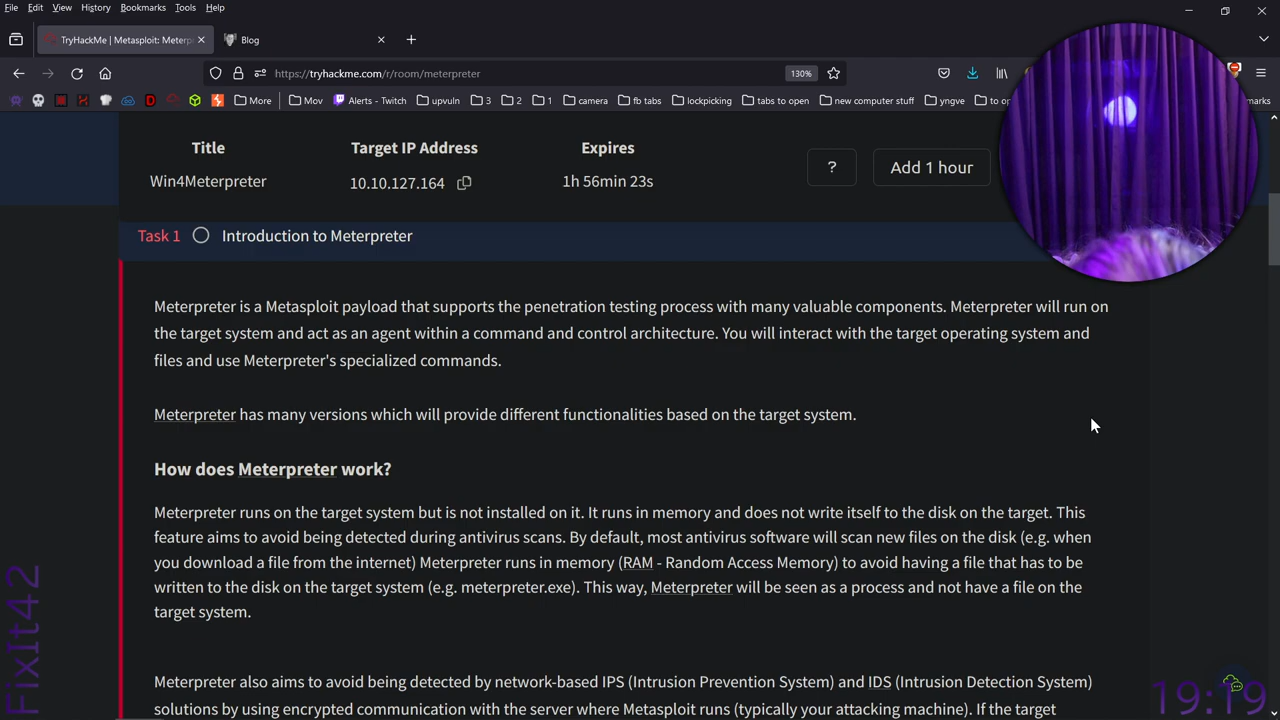 File Edit View History Bookmarks Tools Help
TryHackMe | Metasploit: Meterp
Blog
https://tryhackme.com/r/room/meterpreter
130%
More
Mov
Alerts - Twitch
upvuln
3
2
1
camera
fb tabs
lockpicking
tabs to open
new computer stuff
yngve
Title Target IP Address Expires
Win4Meterpreter 10.10.127.164 1h 56min 23s
? Add 1 hour
Task 1 Introduction to Meterpreter
Meterpreter is a Metasploit payload that supports the penetration testing process with many valuable components. Meterpreter will run on
the target system and act as an agent within a command and control architecture. You will interact with the target operating system and
files and use Meterpreter's specialized commands.
Meterpreter has many versions which will provide different functionalities based on the target system.
How does Meterpreter work?
Meterpreter runs on the target system but is not installed on it. It runs in memory and does not write itself to the disk on the target. This
feature aims to avoid being detected during antivirus scans. By default, most antivirus software will scan new files on the disk (e.g. when
you download a file from the internet) Meterpreter runs in memory (RAM - Random Access Memory) to avoid having a file that has to be
written to the disk on the target system (e.g. meterpreter.exe). This way, Meterpreter will be seen as a process and not have a file on the
target system.
Meterpreter also aims to avoid being detected by network-based IPS (Intrusion Prevention System) and IDS (Intrusion Detection System)
solutions by using encrypted communication with the server where Metasploit runs (typically your attacking machine). If the target
FixIt42
19:19